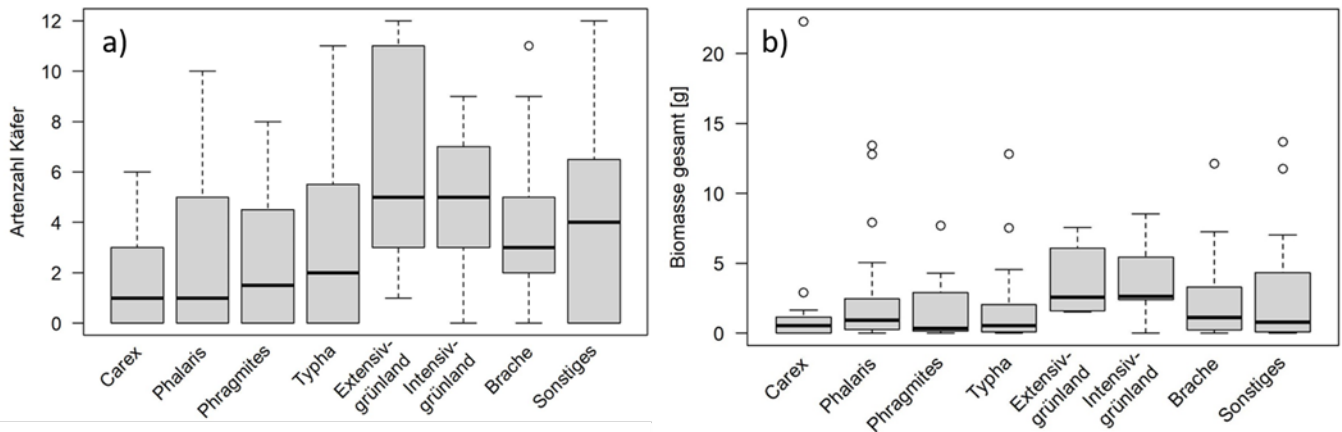 a)
Artenzahl Käfer
12
10
8
6
4
2
0
Carex
Phalaris
Phragmites
Typha
Extensiv-
grünland
Intensiv-
grünland
Brache
Sonstiges
b)
Biomasse gesamt [g]
20
15
10
5
0
Carex
Phalaris
Phragmites
Typha
Extensiv-
grünland
Intensiv-
grünland
Brache
Sonstiges